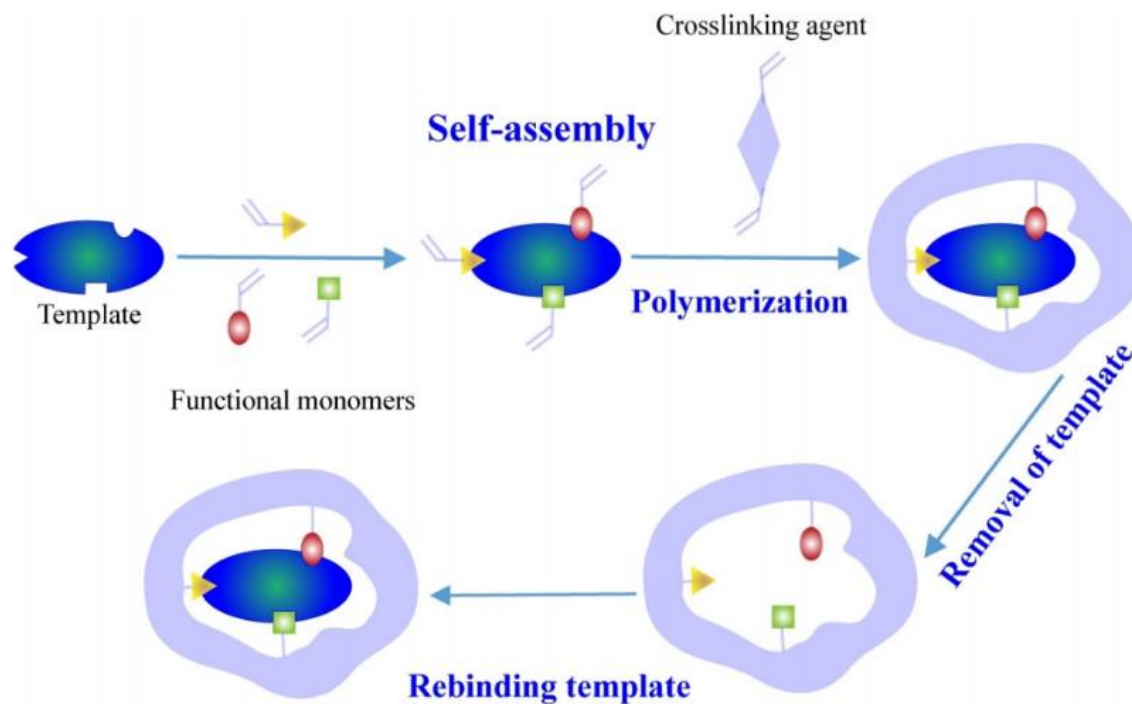 Crosslinking agent
Self-assembly
Template
Polymerization
Functional monomers
Removal of template
Rebinding template